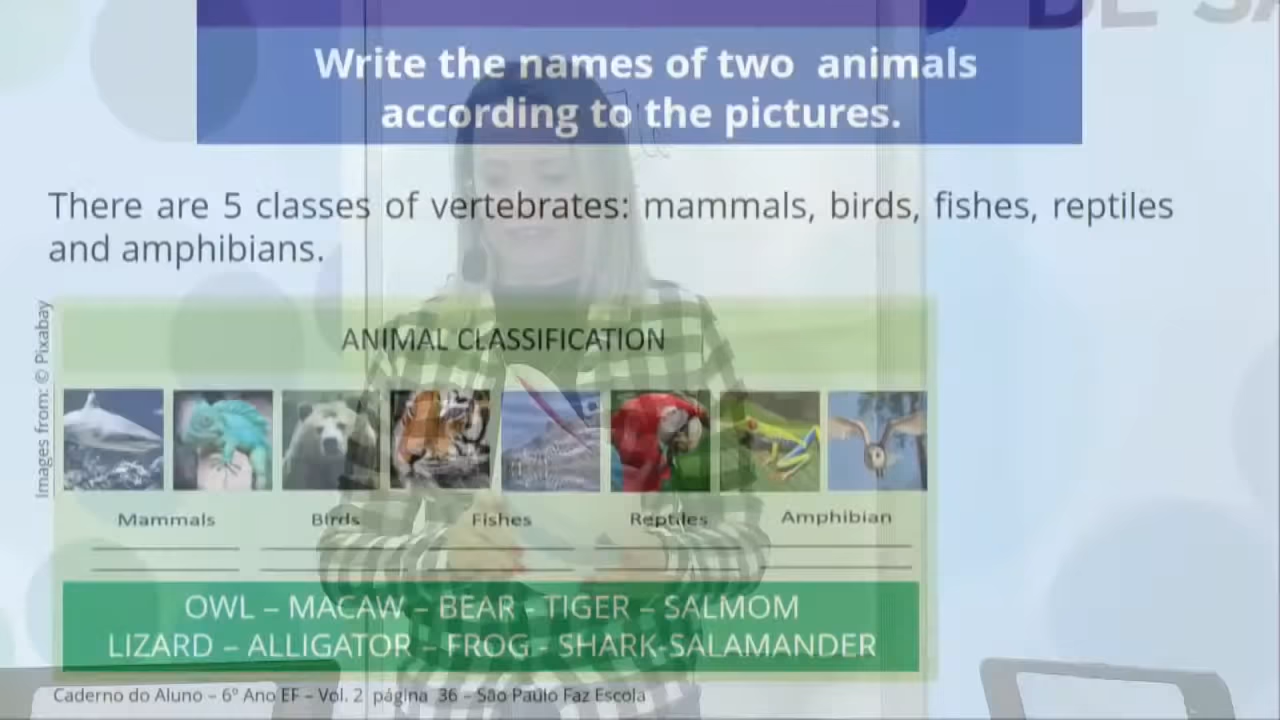 DE SA
Write the names of two animals
according to the pictures.
There are 5 classes of vertebrates: mammals, birds, fishes, reptiles
and amphibians.
Images from: © Pixabay
ANIMAL CLASSIFICATION
Mammals Birds Fishes Reptiles Amphibian
OWL – MACAW – BEAR - TIGER – SALMOM
LIZARD – ALLIGATOR – FROG - SHARK-SALAMANDER
Caderno do Aluno – 6º Ano EF – Vol. 2 página 36 – São Paulo Faz Escola